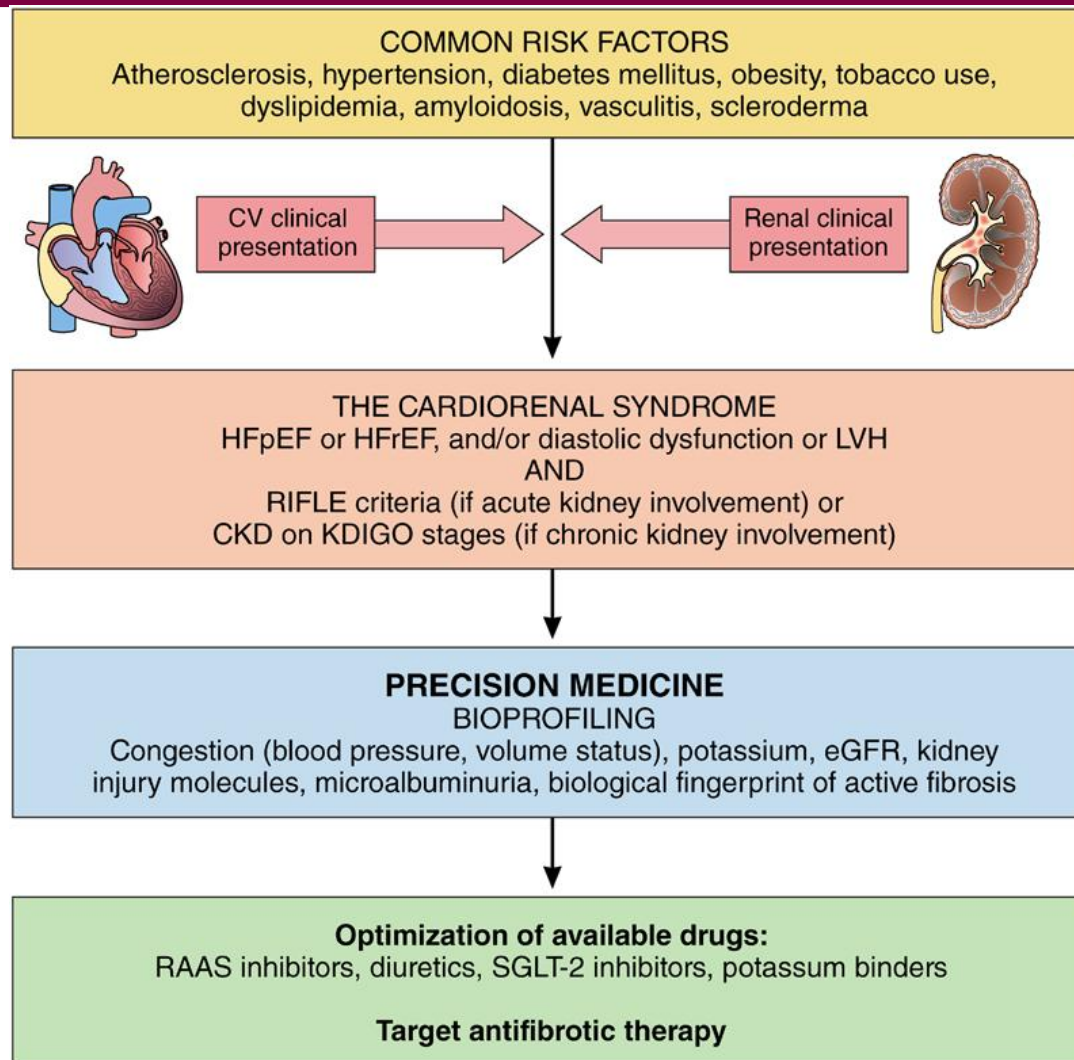 COMMON RISK FACTORS
Atherosclerosis, hypertension, diabetes mellitus, obesity, tobacco use,
dyslipidemia, amyloidosis, vasculitis, scleroderma
CV clinical
presentation
Renal clinical
presentation
THE CARDIORENAL SYNDROME
HFpEF or HFrEF, and/or diastolic dysfunction or LVH
AND
RIFLE criteria (if acute kidney involvement) or
CKD on KDIGO stages (if chronic kidney involvement)
PRECISION MEDICINE
BIOPROFILING
Congestion (blood pressure, volume status), potassium, eGFR, kidney
injury molecules, microalbuminuria, biological fingerprint of active fibrosis
Optimization of available drugs:
RAAS inhibitors, diuretics, SGLT-2 inhibitors, potassum binders
Target antifibrotic therapy